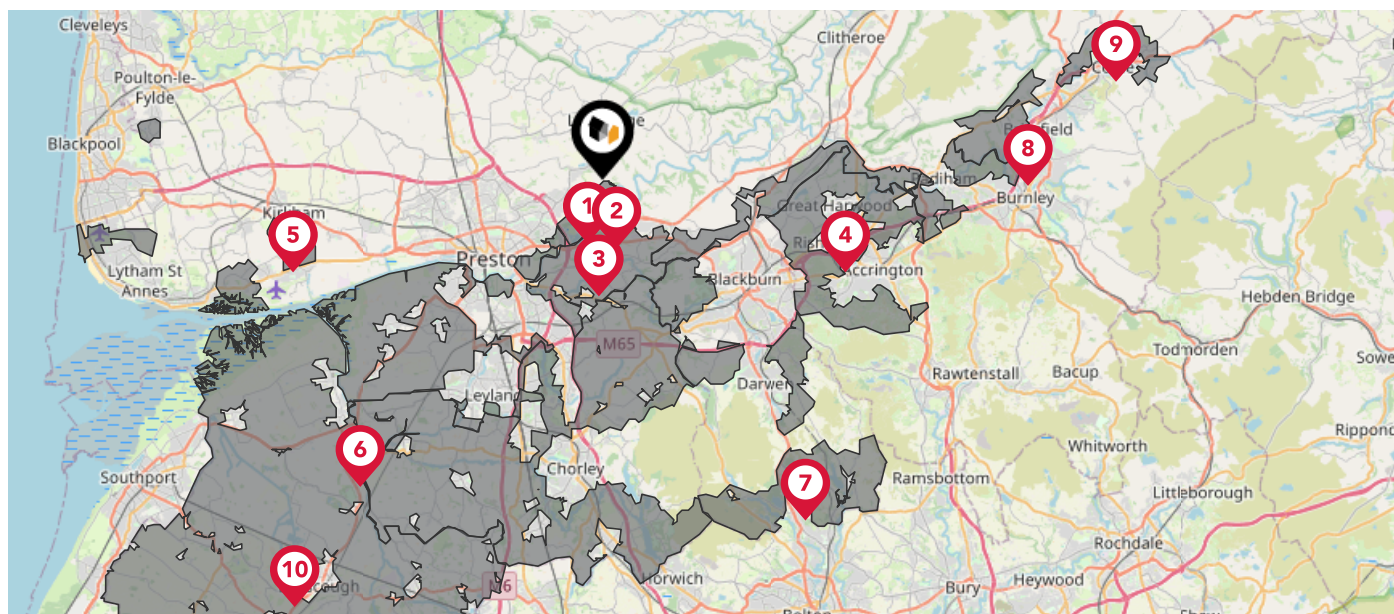 Cleveleys
Clitheroe
9
Poulton-le-
Fylde
Blackpool
8
Padiham
Burnley
Kirkham
1
2
Great Harwood
5
3
4
Preston
Lytham St
Annes
Blackburn
Accrington
Hebden Bridge
M65
Todmorden
Darwen
Rawtenstall
Bacup
Leyland
Whitworth
6
Chorley
Southport
7
Ramsbottom
Littleborough
Rochdale
10
M6
Horwich
Bury
Heywood